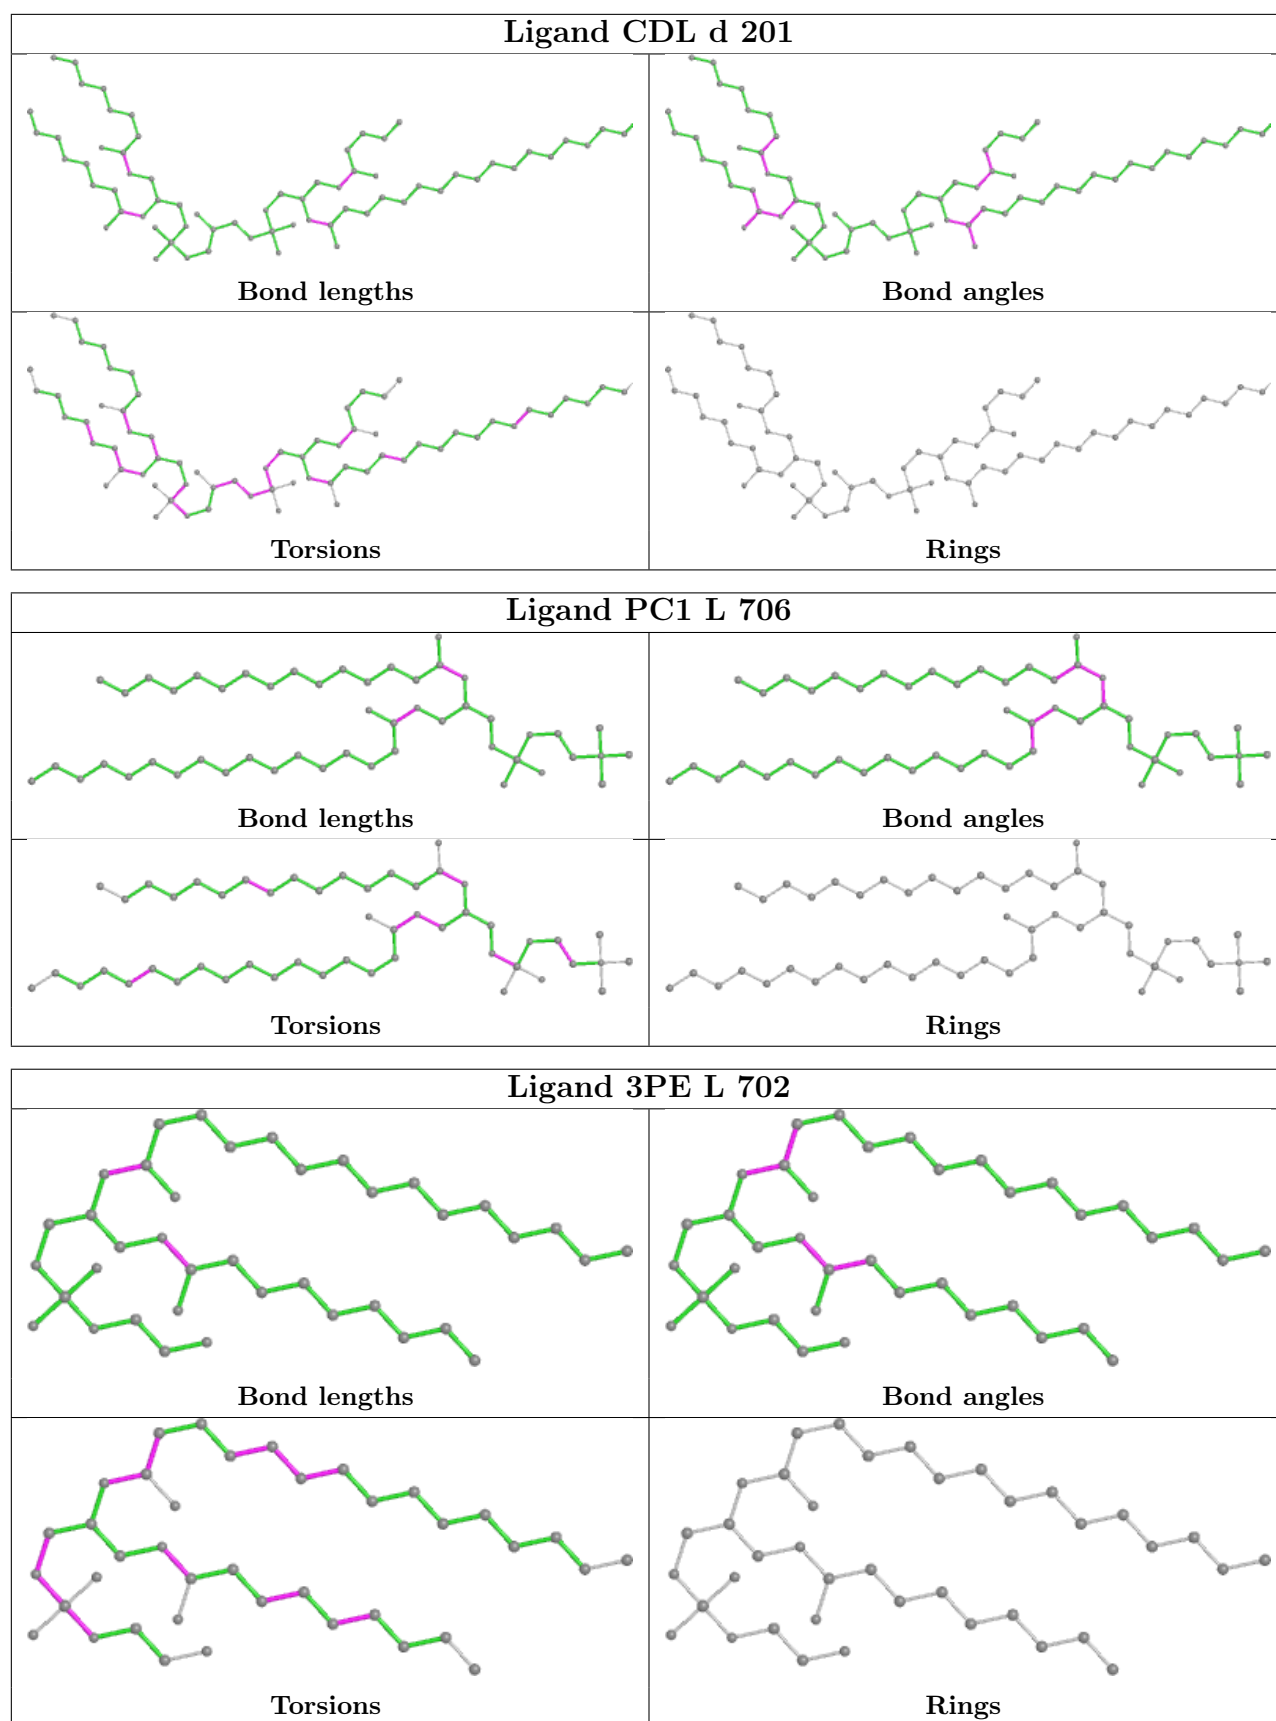 Ligand CDL d 201
Bond lengths
Bond angles
Torsions
Rings
Ligand PC1 L 706
Bond lengths
Bond angles
Torsions
Rings
Ligand 3PE L 702
Bond lengths
Bond angles
Torsions
Rings